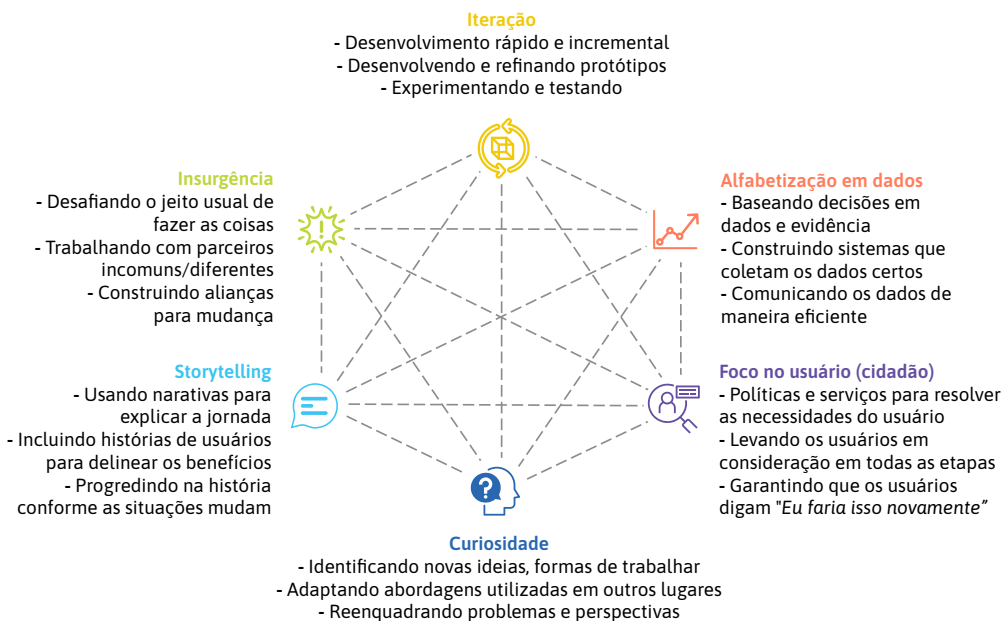 Iteração
- Desenvolvimento rápido e incremental
- Desenvolvendo e refinando protótipos
- Experimentando e testando
Insurgência
- Desafiando o jeito usual de
fazer as coisas
- Trabalhando com parceiros
incomuns/diferentes
- Construindo alianças
para mudança
Alfabetização em dados
- Baseando decisões em
dados e evidência
- Construindo sistemas que
coletam os dados certos
- Comunicando os dados de
maneira eficiente
Storytelling
- Usando narrativas para
explicar a jornada
- Incluindo histórias de usuários
para delinear os benefícios
- Progredindo na história
conforme as situações mudam
Foco no usuário (cidadão)
- Políticas e serviços para resolver
as necessidades do usuário
- Levando os usuários em
consideração em todas as etapas
- Garantindo que os usuários
digam "Eu faria isso novamente”
Curiosidade
- Identificando novas ideias, formas de trabalhar
- Adaptando abordagens utilizadas em outros lugares
- Reenquadrando problemas e perspectivas